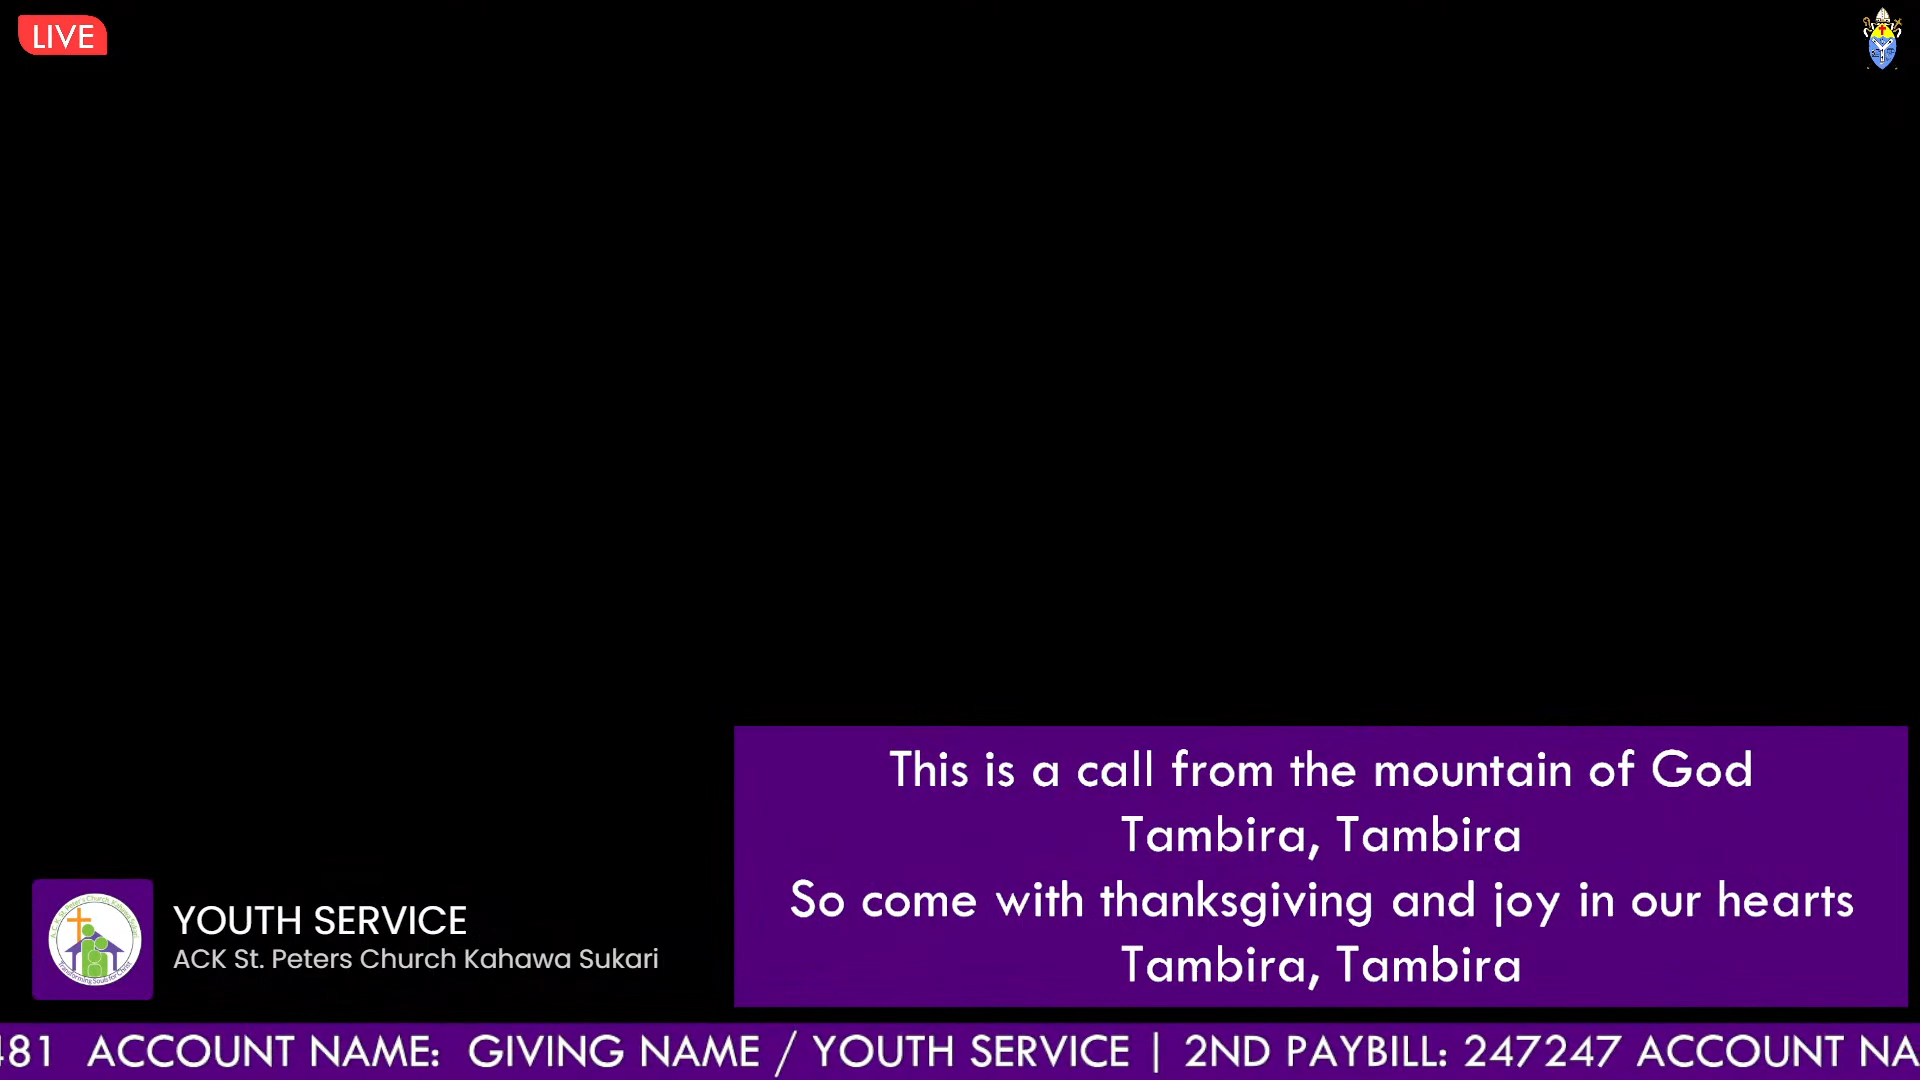 LIVE
This is a call from the mountain of God
Tambira, Tambira
So come with thanksgiving and joy in our hearts
Tambira, Tambira
YOUTH SERVICE
ACK St. Peters Church Kahawa Sukari
481 ACCOUNT NAME: GIVING NAME / YOUTH SERVICE | 2ND PAYBILL: 247247 ACCOUNT NA